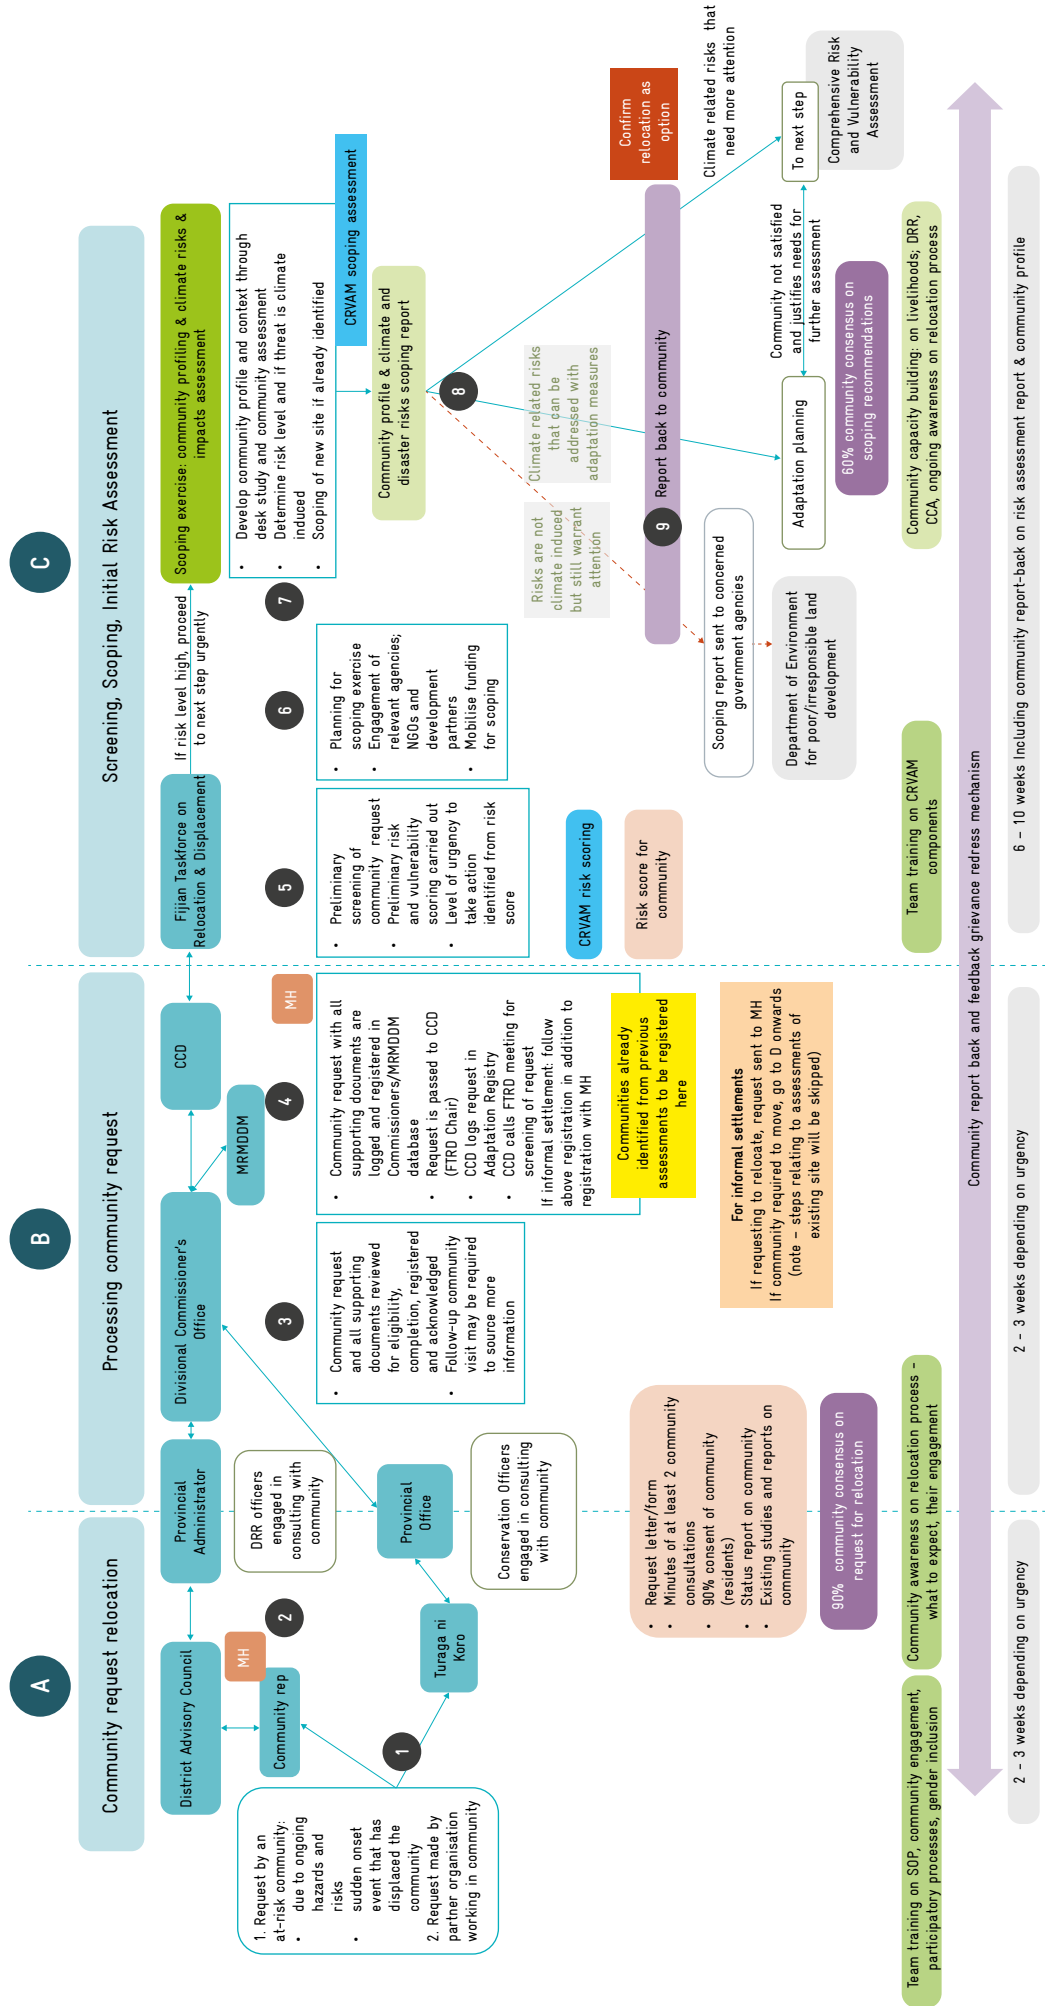 A
Community request relocation
District Advisory Council
MH
Community rep
2
1. Request by an
at-risk community:
• due to ongoing
hazards and
risks
• sudden onset
event that has
displaced the
community
2. Request made by
partner organisation
working in community
1
Turaga ni
Koro
Provincial
Administrator
DRR officers
engaged in
consulting with
community
Provincial
Office
Conservation Officers
engaged in consulting
with community
• Request letter/form
• Minutes of at least 2 community
consultations
• 90% consent of community
(residents)
• Status report on community
• Existing studies and reports on
community
90% community consensus on
request for relocation
Team training on SOP, community engagement,
participatory processes, gender inclusion
Community awareness on relocation process –
what to expect, their engagement
2 – 3 weeks depending on urgency
B
Processing community request
Divisional Commissioner's
Office
CCD
MRMDDM
3
• Community request
and all supporting
documents reviewed
for eligibility,
completion, registered
and acknowledged
• Follow-up community
visit may be required
to source more
information
4
MH
• Community request with all
supporting documents are
logged and registered in
Commissioners/MRMDDM
database
• Request is passed to CCD
(FTRD Chair)
• CCD logs request in
Adaptation Registry
• CCD calls FTRD meeting for
screening of request
If informal settlement: follow
above registration in addition to
registration with MH
Communities already
identified from previous
assessments to be registered
here
For informal settlements
If requesting to relocate, request sent to MH
If community required to move, go to D onwards
(note – steps relating to assessments of
existing site will be skipped)
2 – 3 weeks depending on urgency
C
Screening, Scoping, Initial Risk Assessment
Fijian Taskforce on
Relocation & Displacement
If risk level high, proceed
to next step urgently
Scoping exercise: community profiling & climate risks &
impacts assessment
5
• Preliminary
screening of
community request
• Preliminary risk
and vulnerability
scoring carried out
• Level of urgency to
take action
identified from risk
score
CRVAM risk scoring
Risk score for
community
6
• Planning for
scoping exercise
• Engagement of
relevant agencies;
NGOs and
development
partners
• Mobilise funding
for scoping
7
• Develop community profile and context through
desk study and community assessment
• Determine risk level and if threat is climate
induced
• Scoping of new site if already identified
CRVAM scoping assessment
Community profile & climate and
disaster risks scoping report
8
Risks are not
climate induced
but still warrant
attention
Climate related risks
that can be
addressed with
adaptation measures
Confirm
relocation as
option
Climate related risks that
need more attention
9
Report back to community
Scoping report sent to concerned
government agencies
Department of Environment
for poor/irresponsible land
development
Adaptation planning
Community not satisfied
and justifies needs for
further assessment
To next step
Comprehensive Risk
and Vulnerability
Assessment
60% community consensus on
scoping recommendations
Team training on CRVAM
components
Community capacity building: on livelihoods; DRR,
CCA, ongoing awareness on relocation process
Community report back and feedback grievance redress mechanism
6 – 10 weeks Including community report-back on risk assessment report & community profile